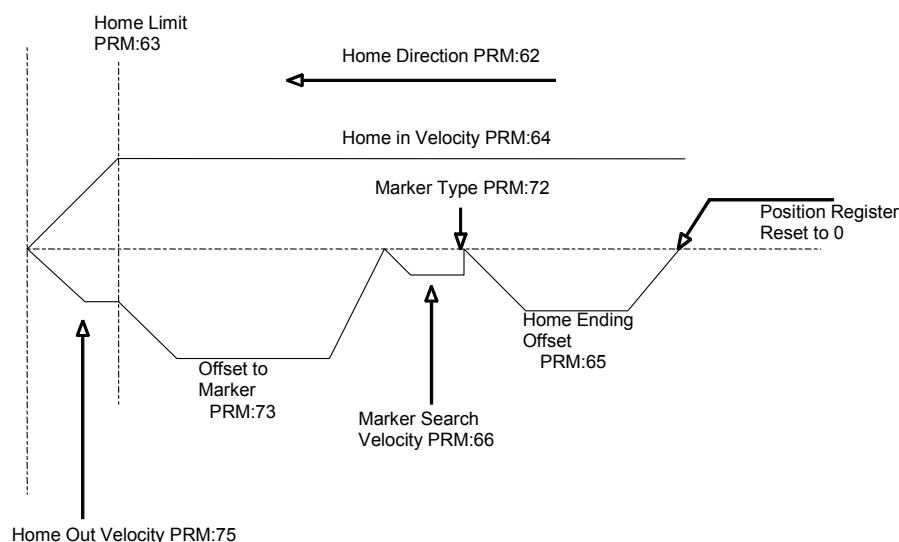 Home Limit
PRM:63
Home Direction PRM:62
Home in Velocity PRM:64
Marker Type PRM:72
Position Register
Reset to 0
Home Ending
Offset
PRM:65
Offset to
Marker
PRM:73
Marker Search
Velocity PRM:66
Home Out Velocity PRM:75